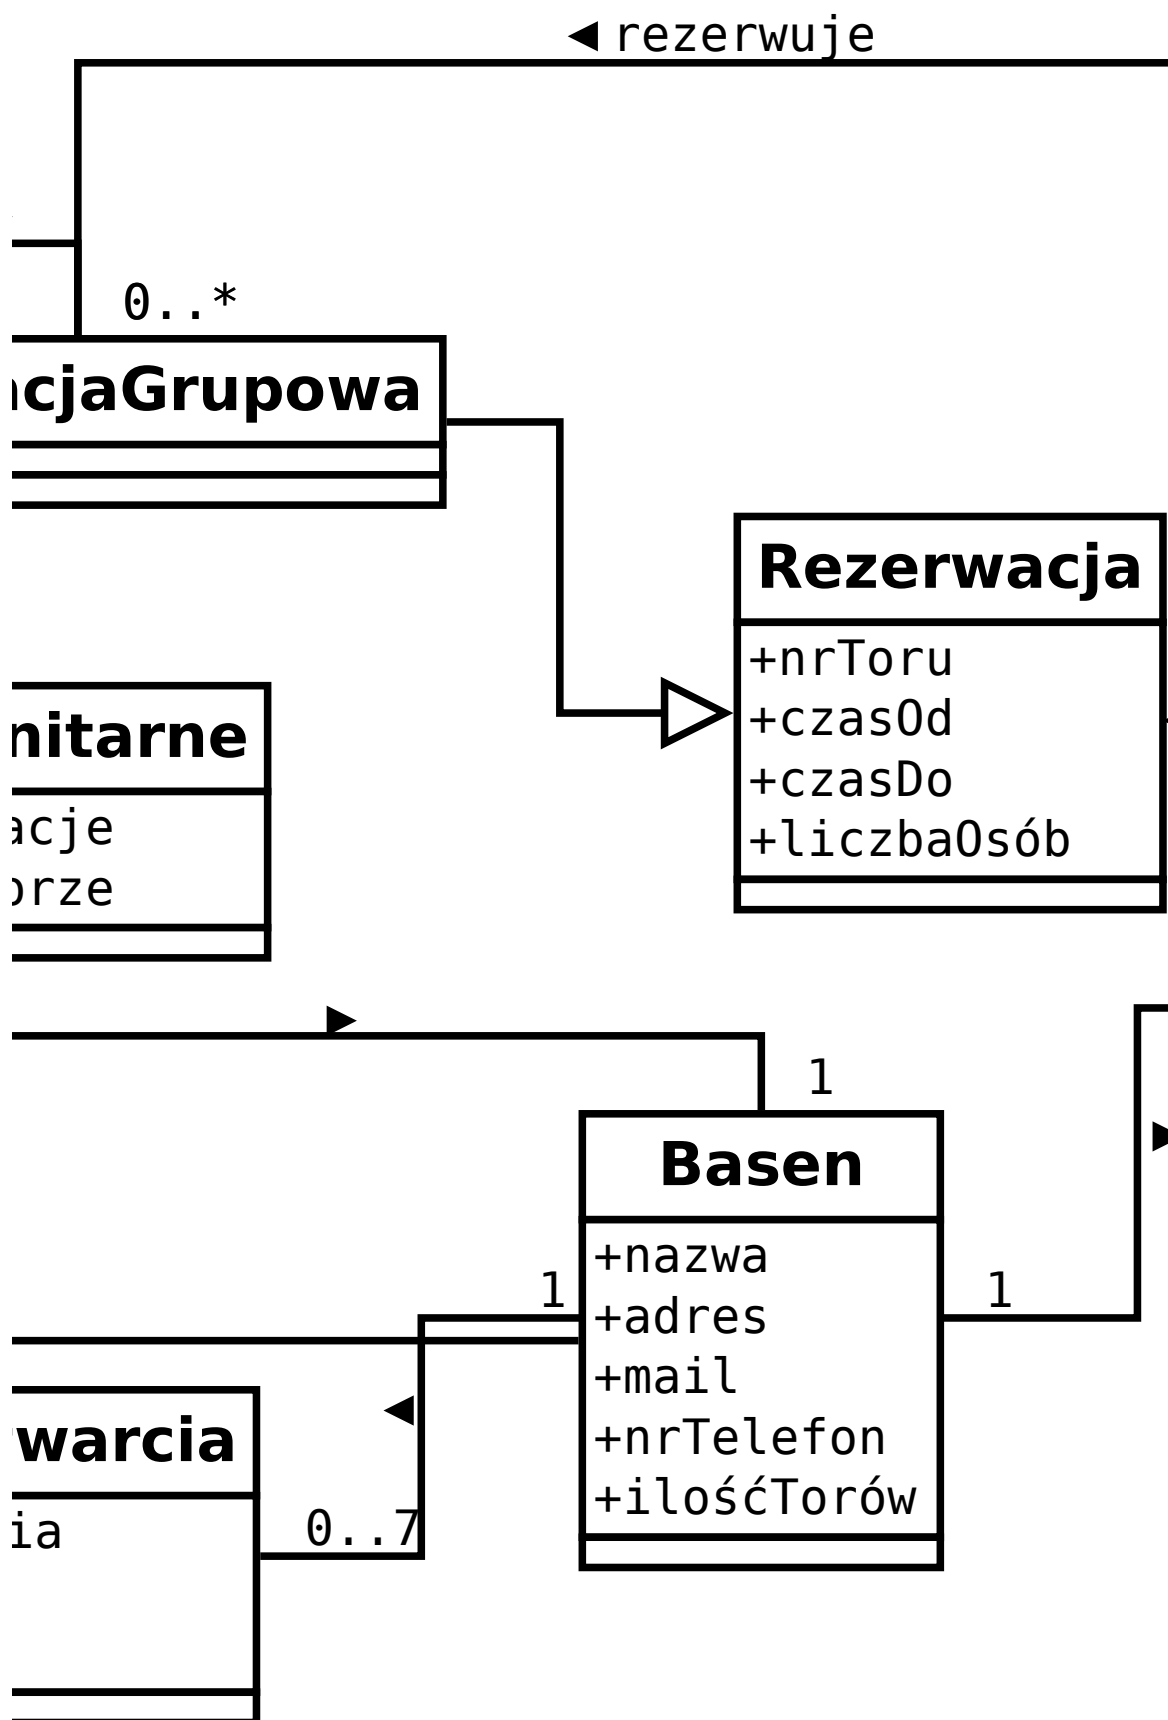 rezerwuje
0..*
cjaGrupowa
Rezerwacja
+nrToru
+czasOd
+czasDo
+liczbaOsób
nitarne
acje
orze
1
Basen
+nazwa
+adres
+mail
+nrTelefon
+ilośćTorów
1
1
warcia
0..7
ia